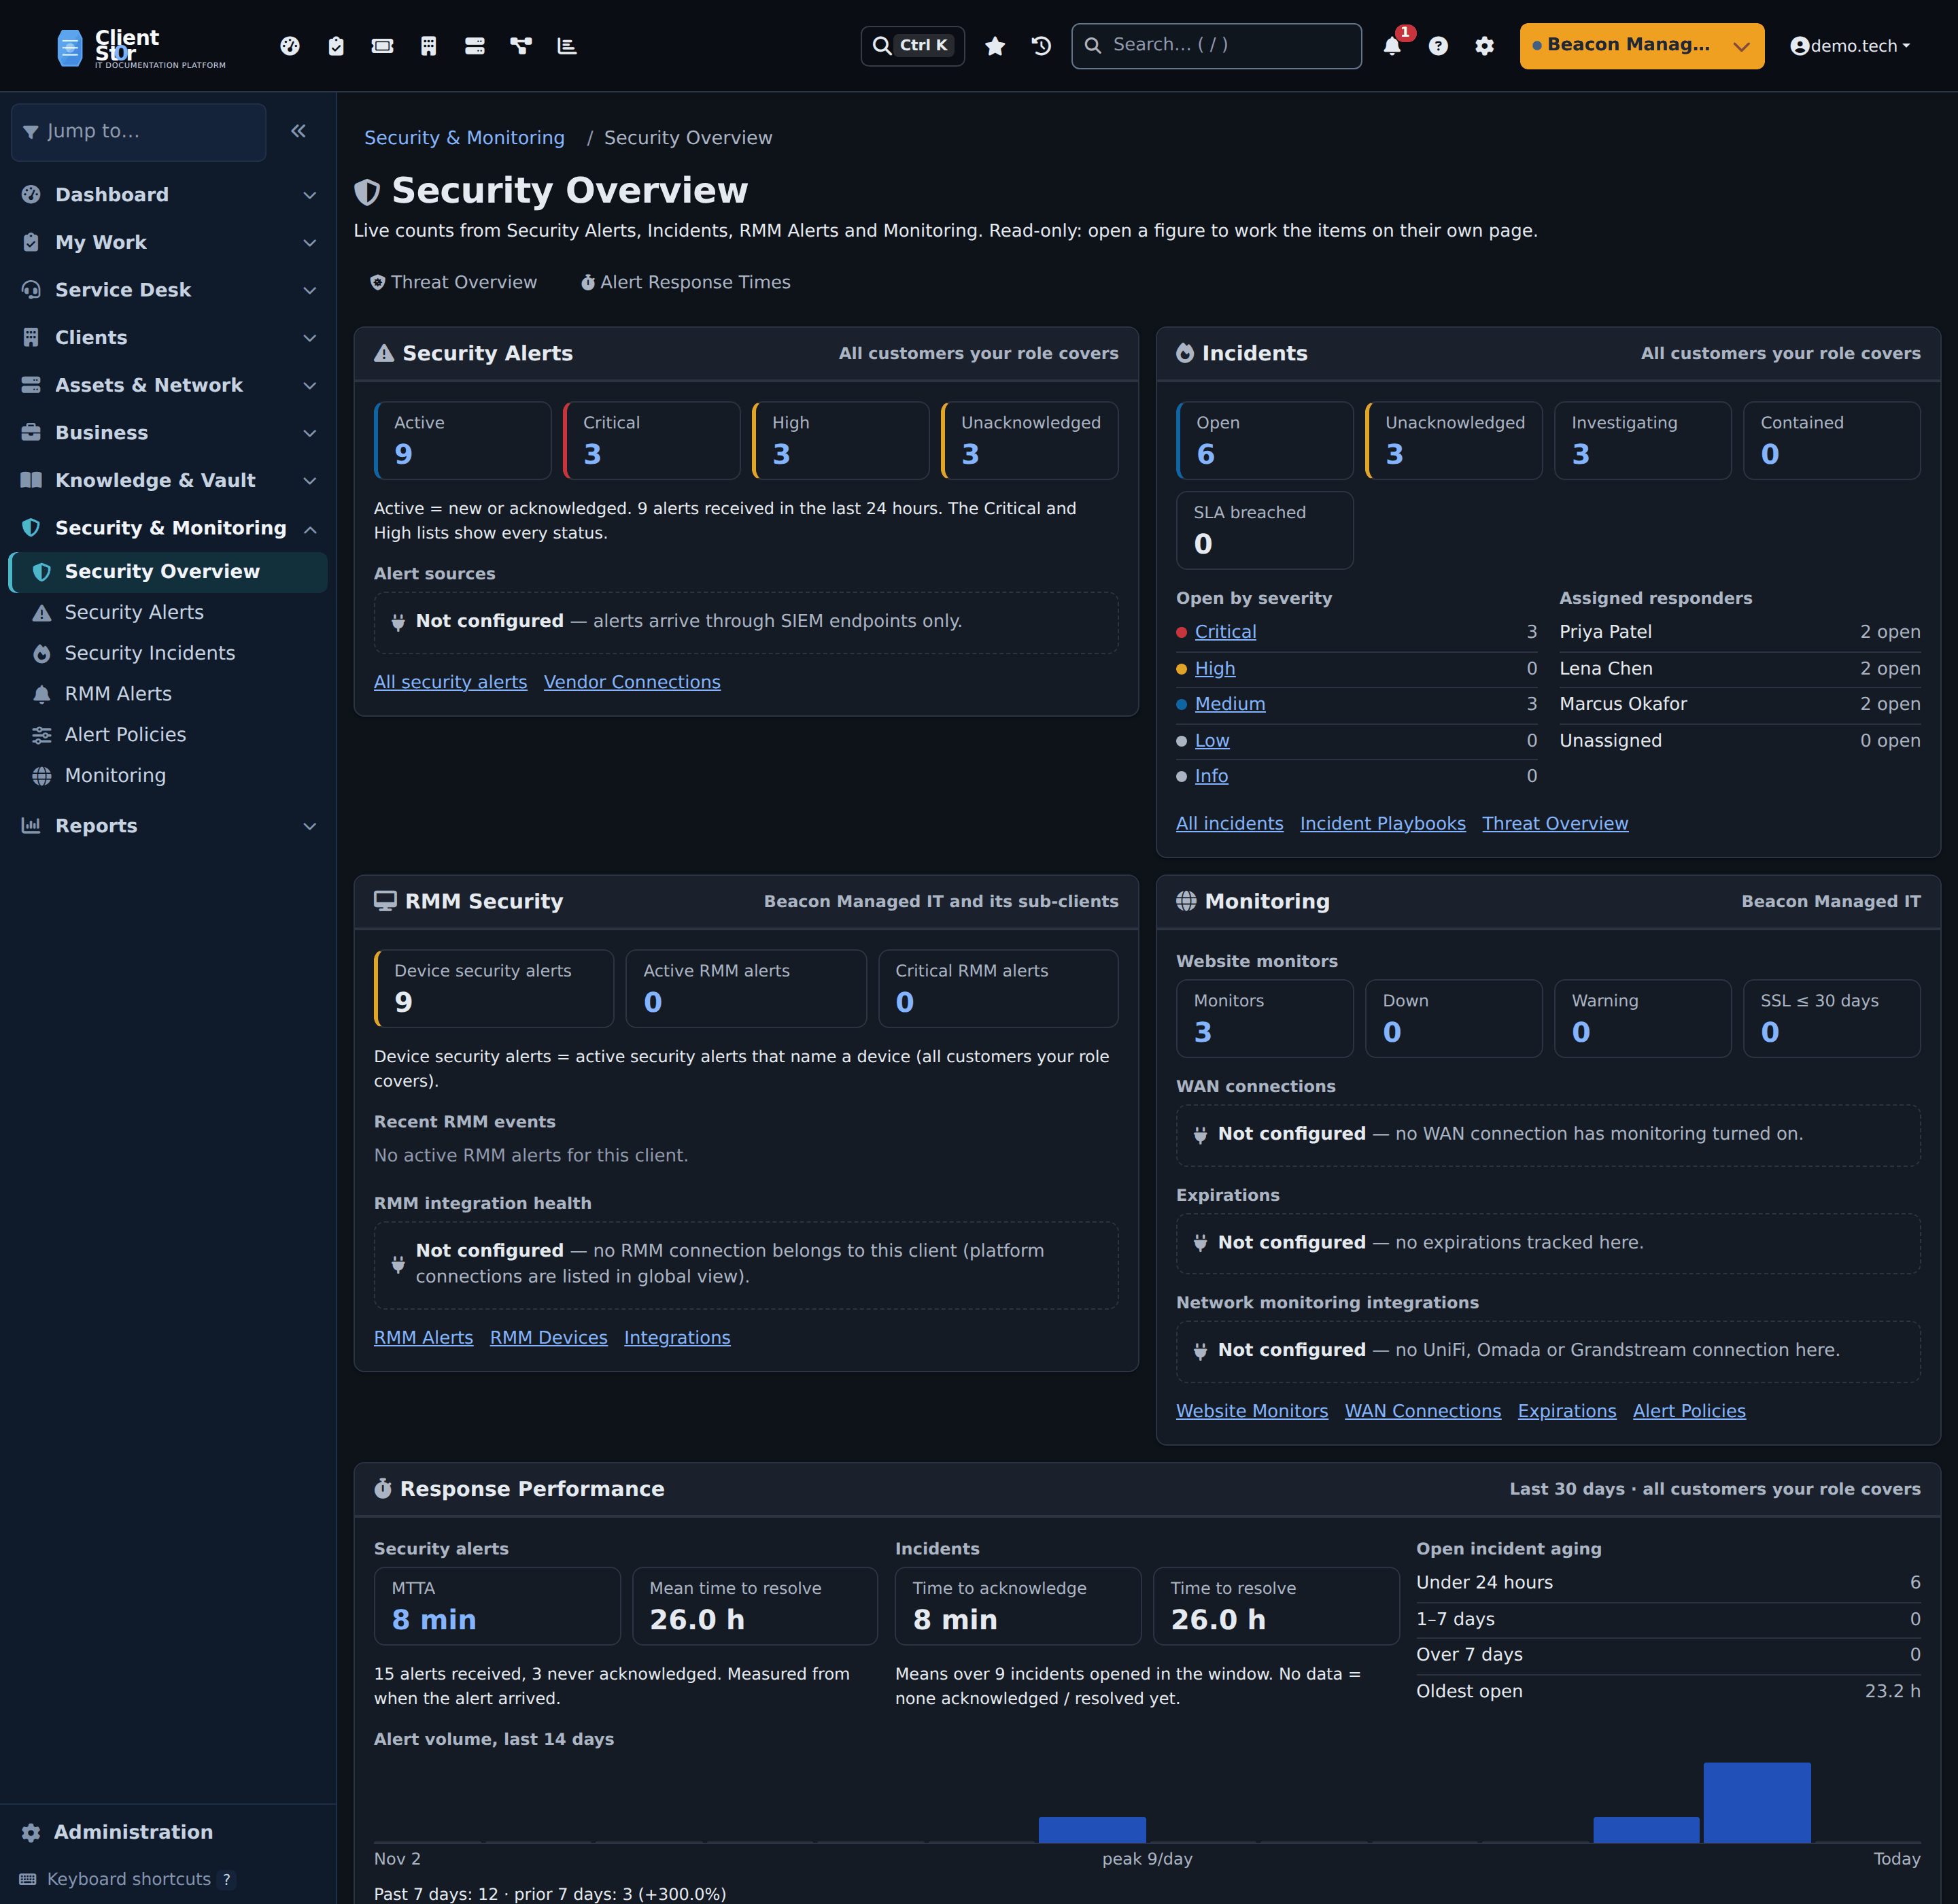 Client
St0r
IT DOCUMENTATION PLATFORM
Ctrl K
Search... ( / )
1
Beacon Manag...
demo.tech
Jump to...
Dashboard
My Work
Service Desk
Clients
Assets & Network
Business
Knowledge & Vault
Security & Monitoring
Security Overview
Security Alerts
Security Incidents
RMM Alerts
Alert Policies
Monitoring
Reports
Administration
Keyboard shortcuts ?
Security & Monitoring / Security Overview
Security Overview
Live counts from Security Alerts, Incidents, RMM Alerts and Monitoring. Read-only: open a figure to work the items on their own page.
Threat Overview Alert Response Times
Security Alerts All customers your role covers
Active Critical High Unacknowledged
9 3 3 3
Active = new or acknowledged. 9 alerts received in the last 24 hours. The Critical and
High lists show every status.
Alert sources
Not configured — alerts arrive through SIEM endpoints only.
All security alerts Vendor Connections
Incidents All customers your role covers
Open Unacknowledged Investigating Contained
6 3 3 0
SLA breached
0
Open by severity
Critical 3
High 0
Medium 3
Low 0
Info 0
Assigned responders
Priya Patel 2 open
Lena Chen 2 open
Marcus Okafor 2 open
Unassigned 0 open
All incidents Incident Playbooks Threat Overview
RMM Security Beacon Managed IT and its sub-clients
Device security alerts Active RMM alerts Critical RMM alerts
9 0 0
Device security alerts = active security alerts that name a device (all customers your role
covers).
Recent RMM events
No active RMM alerts for this client.
RMM integration health
Not configured — no RMM connection belongs to this client (platform
connections are listed in global view).
RMM Alerts RMM Devices Integrations
Monitoring Beacon Managed IT
Website monitors
Monitors Down Warning SSL ≤ 30 days
3 0 0 0
WAN connections
Not configured — no WAN connection has monitoring turned on.
Expirations
Not configured — no expirations tracked here.
Network monitoring integrations
Not configured — no UniFi, Omada or Grandstream connection here.
Website Monitors WAN Connections Expirations Alert Policies
Response Performance Last 30 days · all customers your role covers
Security alerts
MTTA Mean time to resolve
8 min 26.0 h
15 alerts received, 3 never acknowledged. Measured from
when the alert arrived.
Incidents
Time to acknowledge Time to resolve
8 min 26.0 h
Means over 9 incidents opened in the window. No data =
none acknowledged / resolved yet.
Open incident aging
Under 24 hours 6
1–7 days 0
Over 7 days 0
Oldest open 23.2 h
Alert volume, last 14 days
Nov 2 peak 9/day Today
Past 7 days: 12 · prior 7 days: 3 (+300.0%)